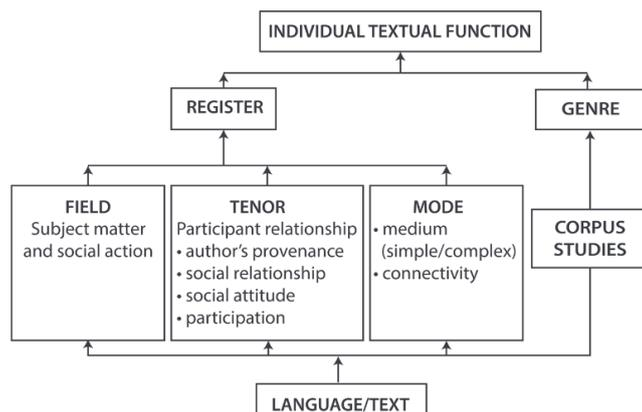 INDIVIDUAL TEXTUAL FUNCTION
REGISTER
GENRE
FIELD
Subject matter
and social action
TENOR
Participant relationship
• author's provenance
• social relationship
• social attitude
• participation
MODE
• medium
(simple/complex)
• connectivity
CORPUS
STUDIES
LANGUAGE/TEXT